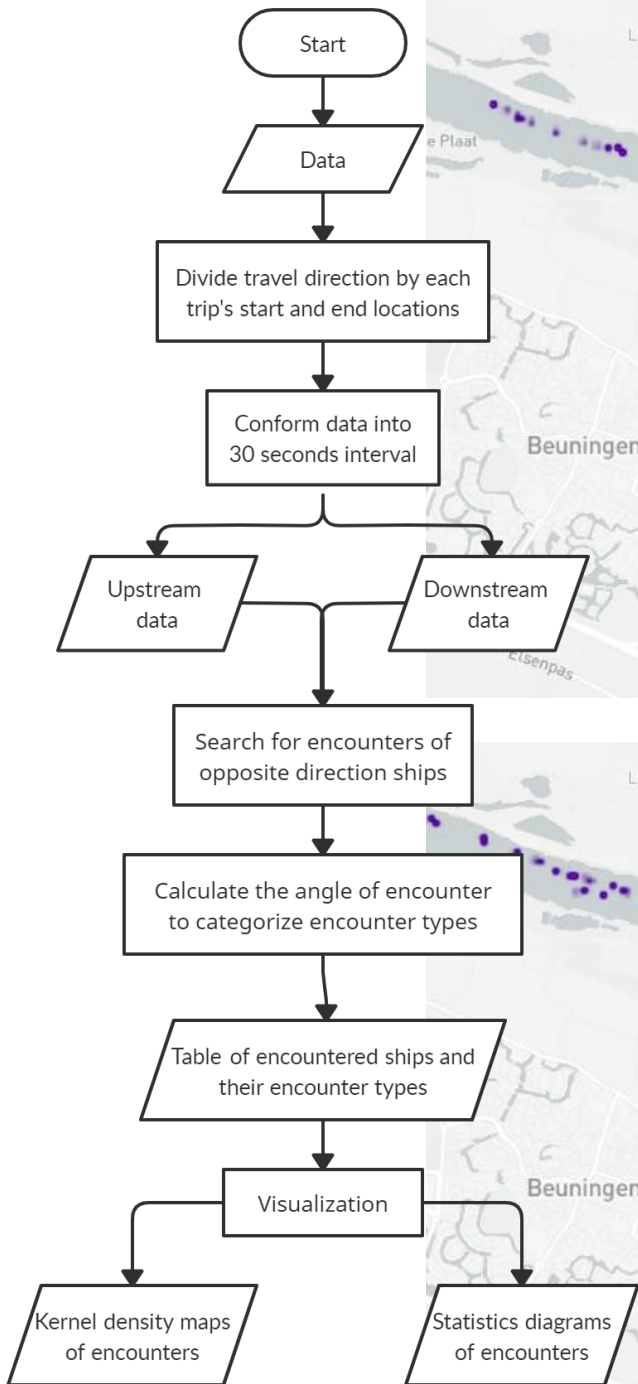 Start
L
Data
e Plaat
Divide travel direction by each
trip's start and end locations
Conform data into
30 seconds interval
Beuningen
Upstream
data
Downstream
data
Elsenpas
Search for encounters of
opposite direction ships
L
Calculate the angle of encounter
to categorize encounter types
Table of encountered ships and
their encounter types
Visualization
Beuningen
Kernel density maps
of encounters
Statistics diagrams
of encounters